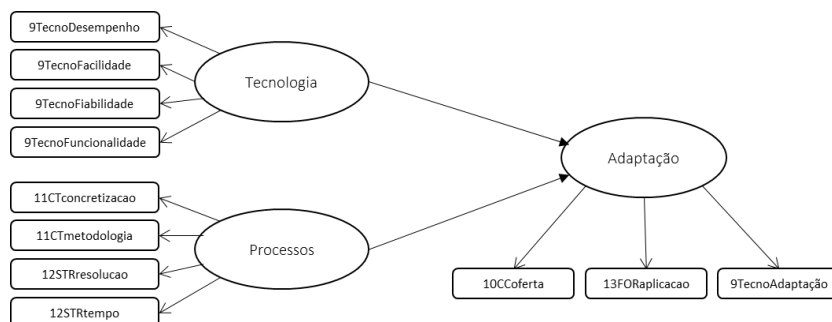 9TecnoDesempenho
9TecnoFacilidade
9TecnoFiabilidade
9TecnoFuncionalidade
Tecnologia
Adaptação
11CTconcretizacao
11CTmetodologia
12STRresolucao
12STRtempo
Processos
10CCoferta
13FORaplicacao
9TecnoAdaptação